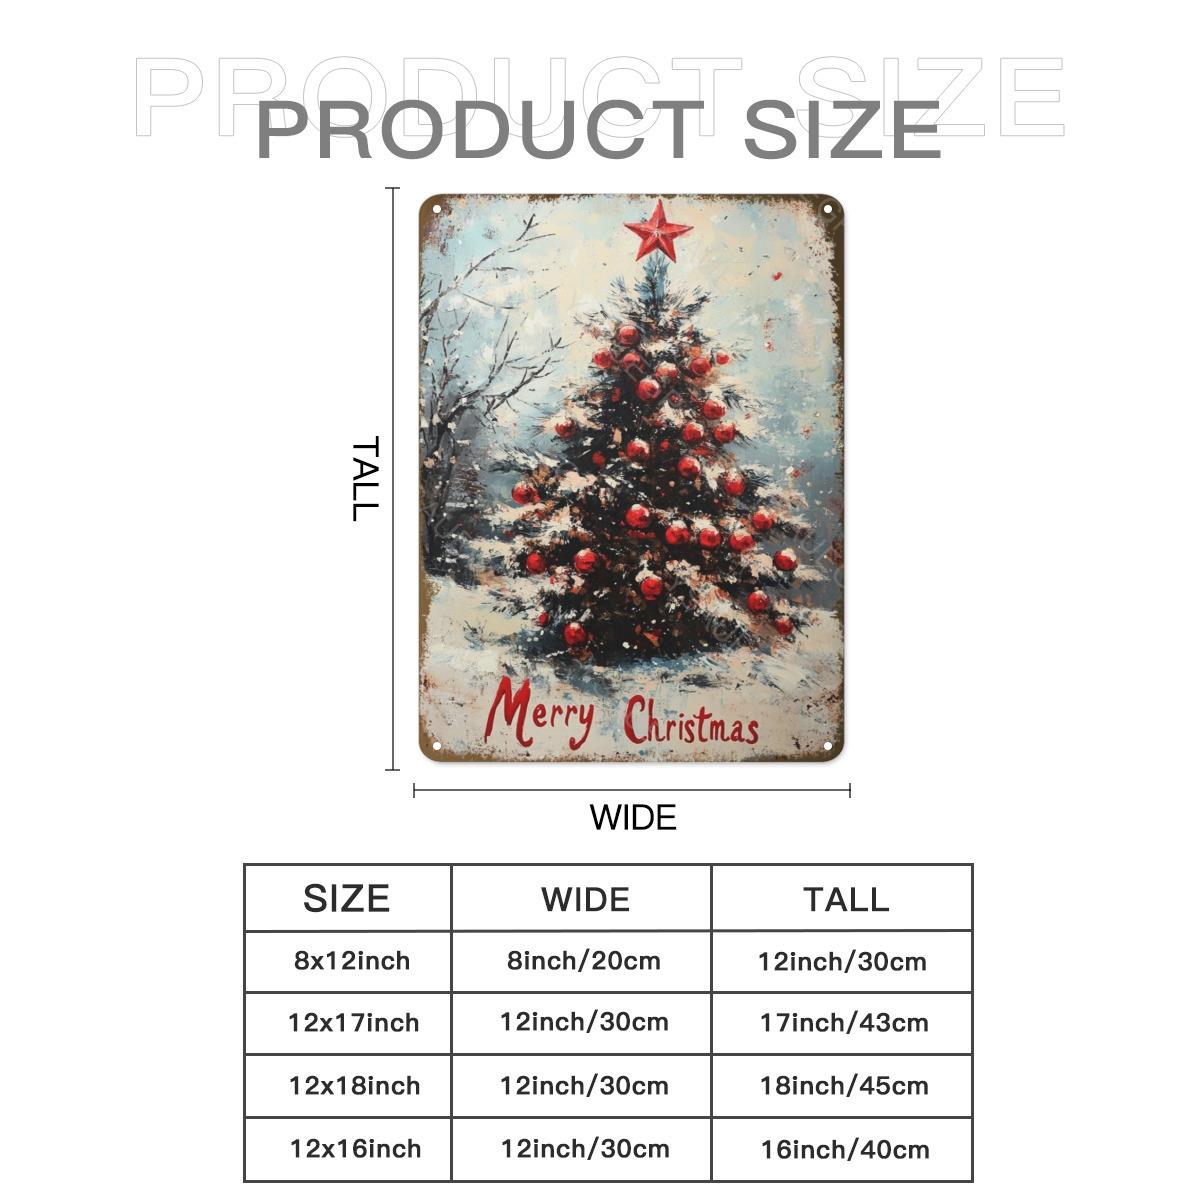 PRODUCT SIZE
PRODUCT SIZE
TALL
Merry Christmas
WIDE
SIZE WIDE TALL
8x12inch 8inch/20cm 12inch/30cm
12x17inch 12inch/30cm 17inch/43cm
12x18inch 12inch/30cm 18inch/45cm
12x16inch 12inch/30cm 16inch/40cm